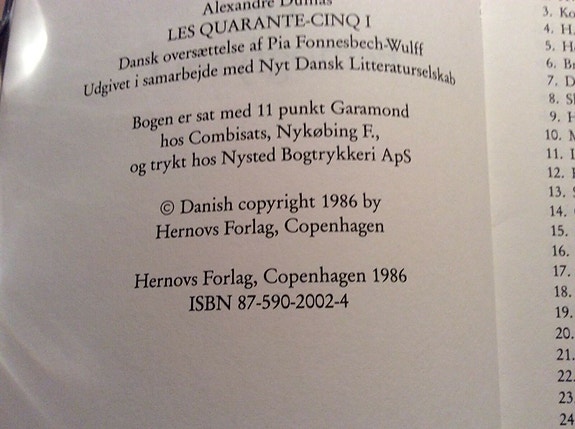 Alexandre Dumas
LES QUARANTE-CINQ I
Dansk oversættelse af Pia Fonnesbech-Wulff
Udgivet i samarbejde med Nyt Dansk Litteraturselskab
Bogen er sat med 11 punkt Garamond
hos Combisats, Nykøbing F.,
og trykt hos Nysted Bogtrykkeri ApS
© Danish copyright 1986 by
Hernovs Forlag, Copenhagen
Hernovs Forlag, Copenhagen 1986
ISBN 87-590-2002-4
3.
4.
5.
6.
7.
8.
9.
10.
11.
12.
13.
14.
15.
16.
17.
18.
19.
20.
21.
22.
23
24